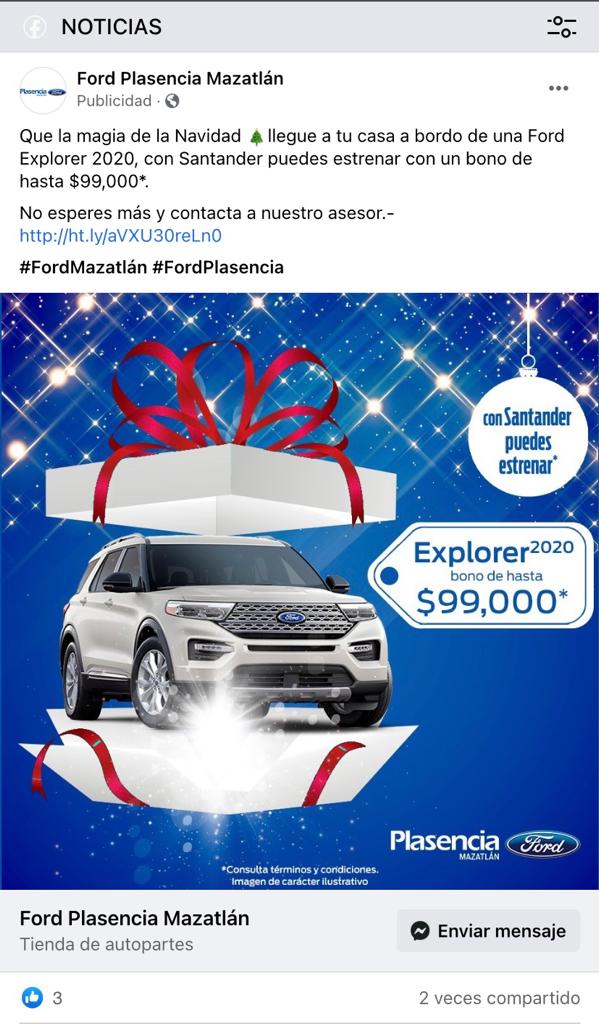 NOTICIAS
Ford Plasencia Mazatlán
Publicidad ·
Que la magia de la Navidad 🎄llegue a tu casa a bordo de una Ford
Explorer 2020, con Santander puedes estrenar con un bono de
hasta $99,000*.
No esperes más y contacta a nuestro asesor.-
http://ht.ly/aVXU30reLn0
#FordMazatlán #FordPlasencia
con Santander
puedes
estrenar*
Explorer2020
bono de hasta
$99,000*
Ford
Plasencia Ford
MAZATLÁN
*Consulta términos y condiciones.
Imagen de carácter ilustrativo
Ford Plasencia Mazatlán
Tienda de autopartes
Enviar mensaje
3
2 veces compartido